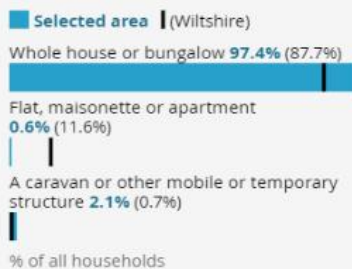 Selected area (Wiltshire)
Whole house or bungalow 97.4% (87.7%)
Flat, maisonette or apartment
0.6% (11.6%)
A caravan or other mobile or temporary
structure 2.1% (0.7%)
% of all households